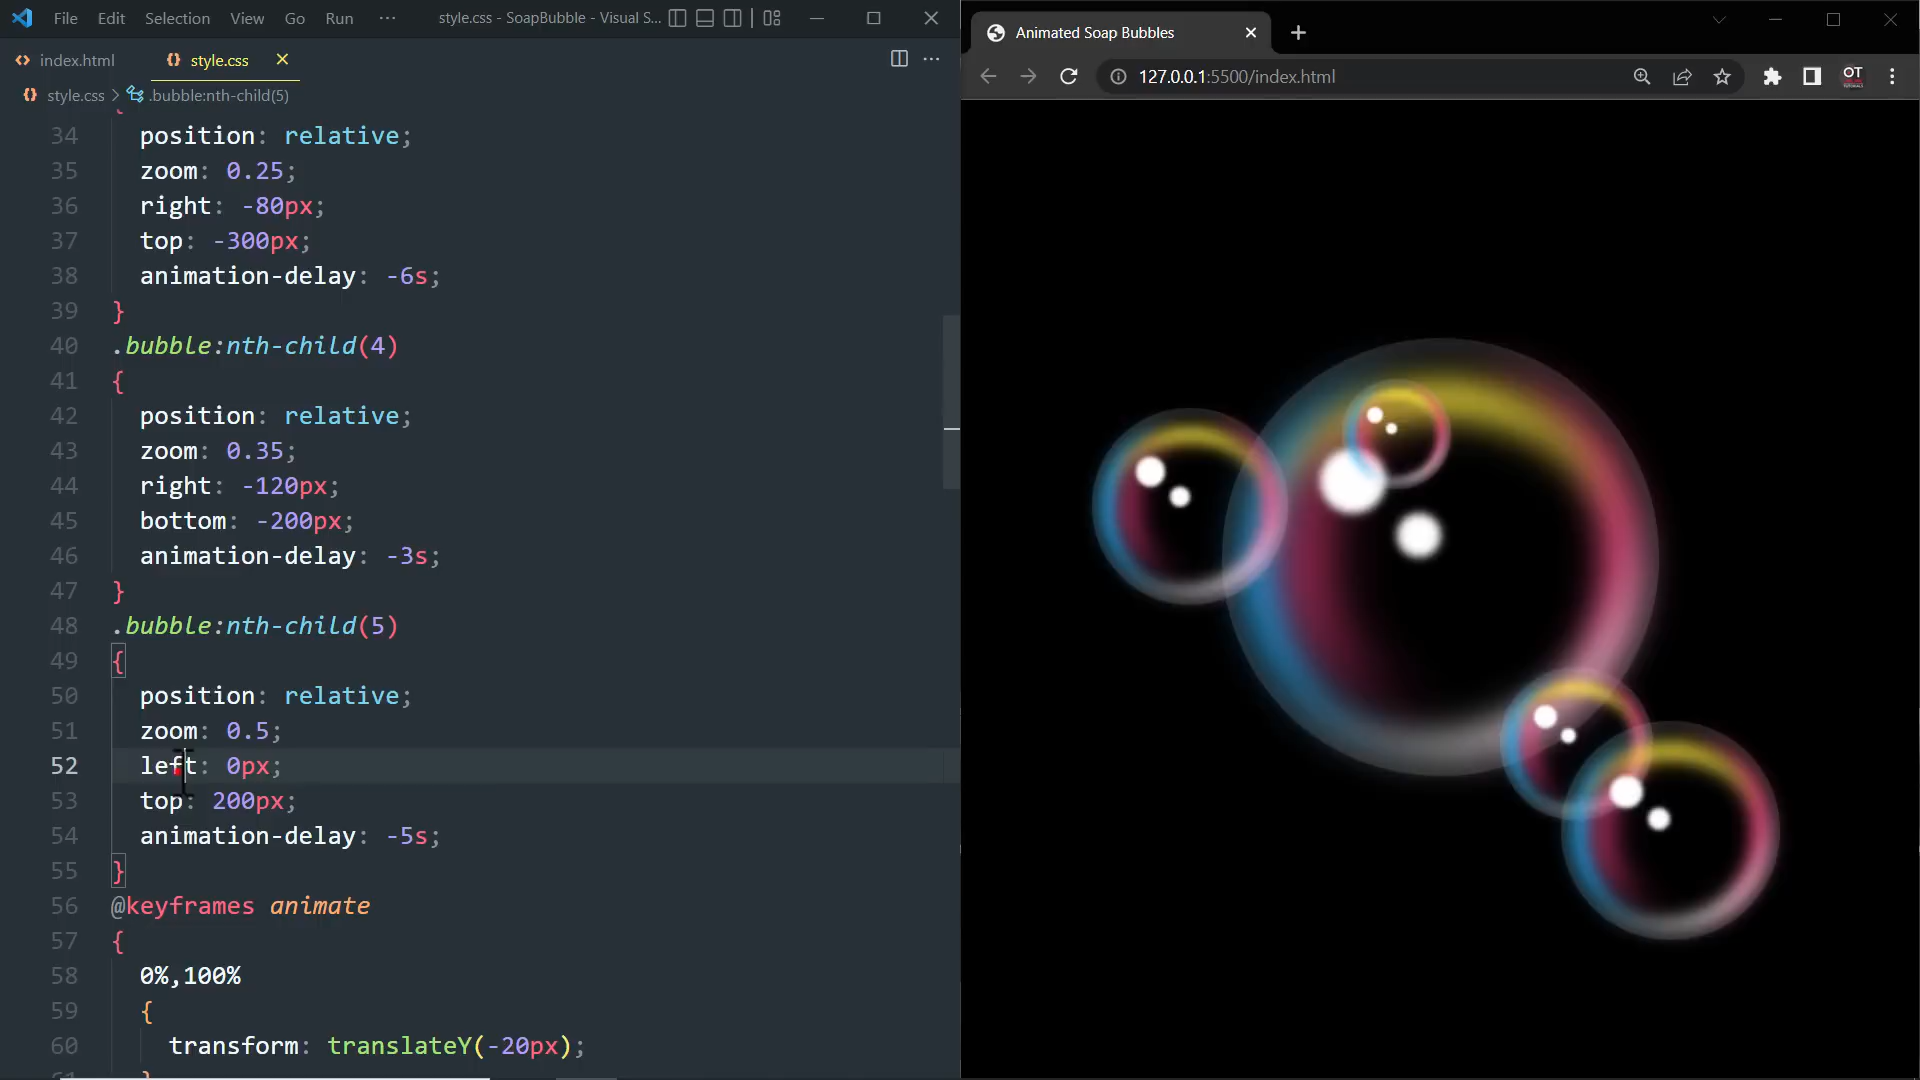 File Edit Selection View Go Run ··· style.css - SoapBubble - Visual S...
index.html style.css
style.css > .bubble:nth-child(5)
{
34 position: relative;
35 zoom: 0.25;
36 right: -80px;
37 top: -300px;
38 animation-delay: -6s;
39 }
40 .bubble:nth-child(4)
41 {
42 position: relative;
43 zoom: 0.35;
44 right: -120px;
45 bottom: -200px;
46 animation-delay: -3s;
47 }
48 .bubble:nth-child(5)
49 {
50 position: relative;
51 zoom: 0.5;
52 left: 0px;
53 top: 200px;
54 animation-delay: -5s;
55 }
56 @keyframes animate
57 {
58 0%,100%
59 {
60 transform: translateY(-20px);
Animated Soap Bubbles
127.0.0.1:5500/index.html
OT